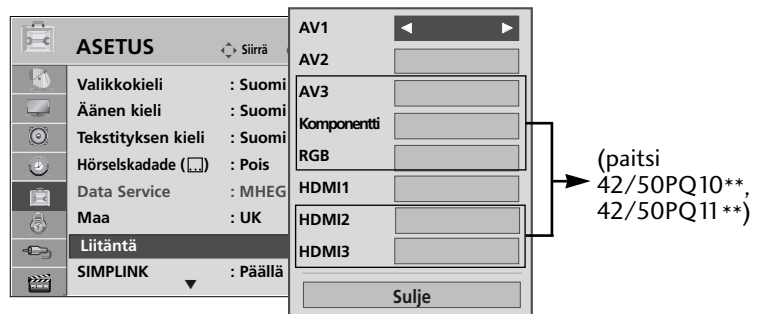 ASETUS
Siirrä
Valikkokieli : Suomi
Äänen kieli : Suomi
Tekstityksen kieli : Suomi
Hörselskadade ( ) : Pois
Data Service : MHEG
Maa : UK
Liitäntä
SIMPLINK : Päällä
AV1
AV2
AV3
Komponentti
RGB
HDMI1
HDMI2
HDMI3
Sulje
(paitsi
42/50PQ10**,
42/50PQ11**)